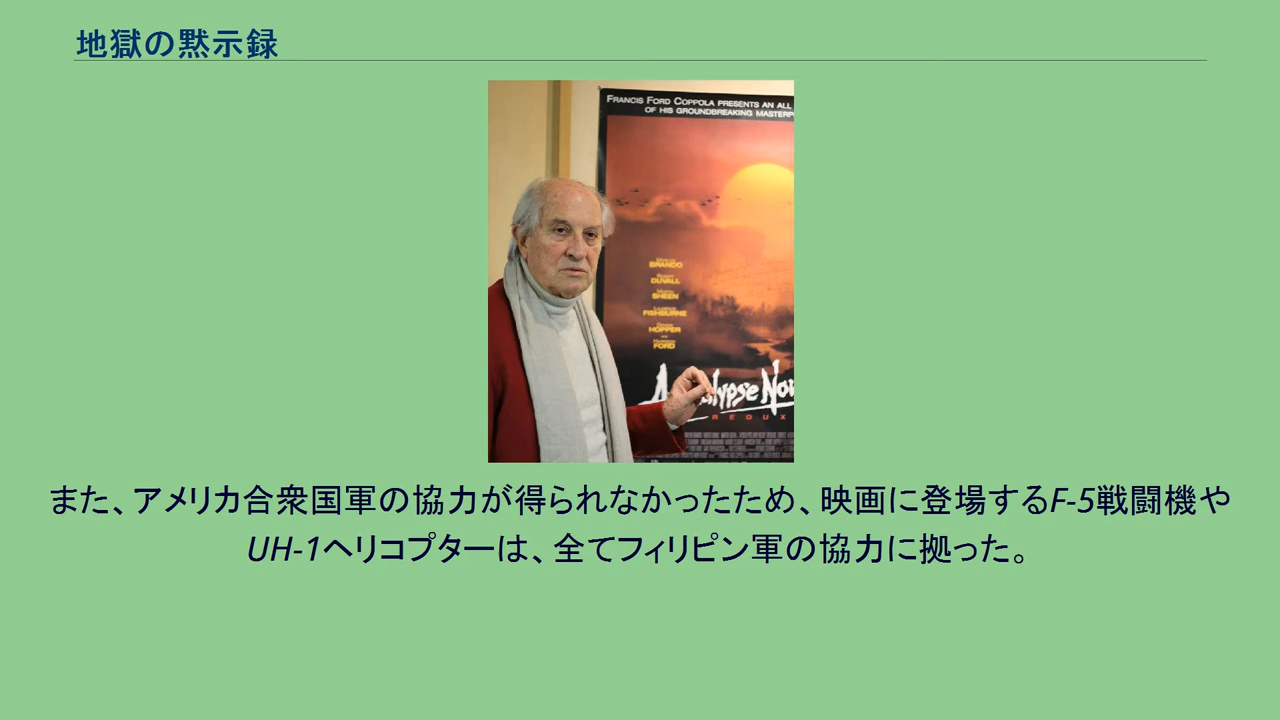 地獄の黙示録
FRANCIS FORD COPPOLA PRESENTS AN ALL
OF HIS GROUNDBREAKING MASTERP
BRANDO
DUVALL
SHEEN
FISHBURNE
HOPPER
FORD
Apocalypse Now
REDUX
また、アメリカ合衆国軍の協力が得られなかったため、映画に登場するF-5戦闘機や
UH-1ヘリコプターは、全てフィリピン軍の協力に拠った。